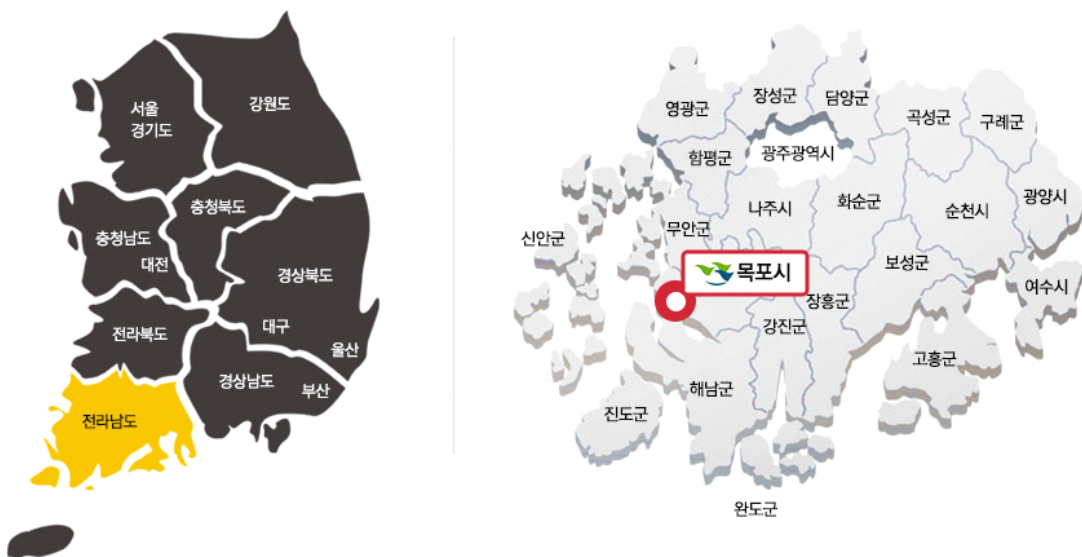 서울
경기도
강원도
충청북도
충청남도
대전
경상북도
전라북도
대구
울산
경상남도
부산
전라남도
영광군
장성군
담양군
곡성군
구례군
함평군
광주광역시
나주시
화순군
순천시
광양시
신안군
무안군
목포시
보성군
여수시
장흥군
강진군
고흥군
해남군
진도군
완도군